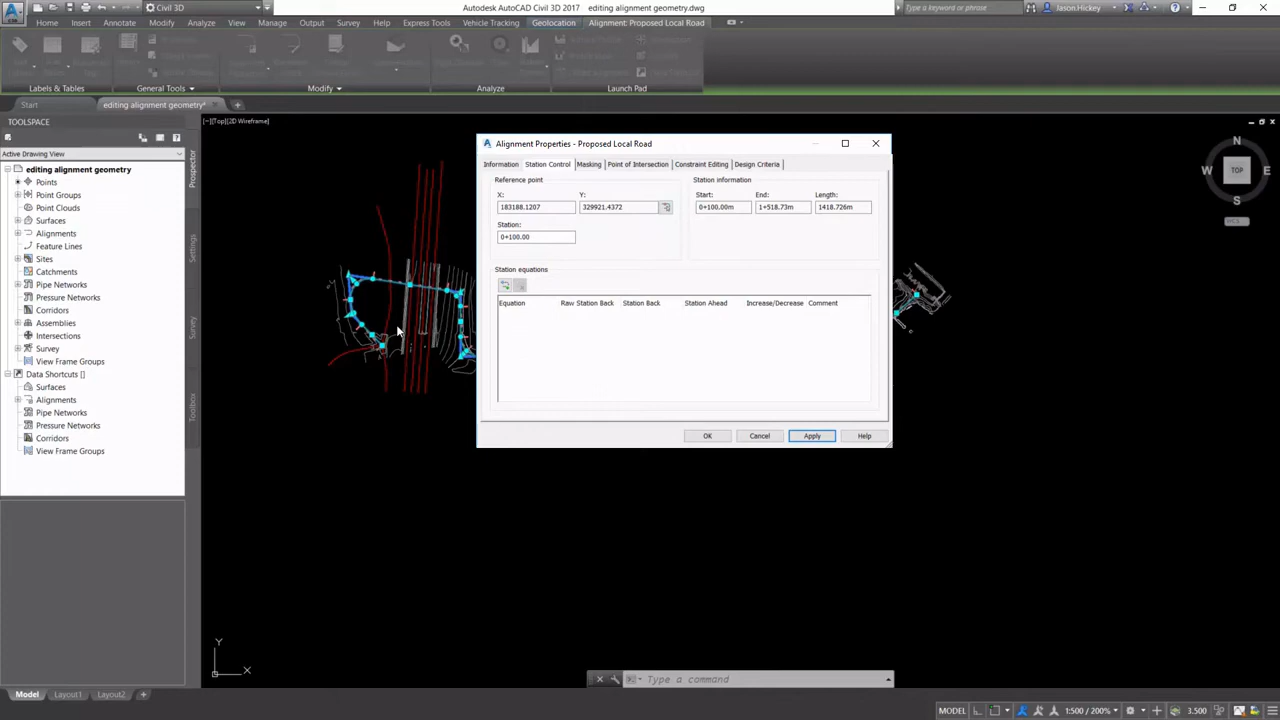 Civil 3D
Autodesk AutoCAD Civil 3D 2017 editing alignment geometry.dwg
Type a keyword or phrase
Jason.Hickey
Home Insert Annotate Modify Analyze View Manage Output Survey Help Express Tools Vehicle Tracking Geolocation Alignment: Proposed Local Road
Labels & Tables General Tools Modify Analyze Launch Pad
Start editing alignment geometry*
TOOLSPACE
[−][Top][2D Wireframe]
Active Drawing View
editing alignment geometry
Points
Point Groups
Point Clouds
Surfaces
Alignments
Feature Lines
Sites
Catchments
Pipe Networks
Pressure Networks
Corridors
Assemblies
Intersections
Survey
View Frame Groups
Data Shortcuts []
Surfaces
Alignments
Pipe Networks
Pressure Networks
Corridors
View Frame Groups
Prospector
Settings
Survey
Toolbox
Alignment Properties - Proposed Local Road
Information Station Control Masking Point of Intersection Constraint Editing Design Criteria
Reference point
X: Y:
183188.1207 329921.4372
Station:
0+100.00
Station information
Start: End: Length:
0+100.00m 1+518.73m 1418.726m
Station equations
Equation Raw Station Back Station Back Station Ahead Increase/Decrease Comment
OK Cancel Apply Help
N
W TOP E
S
WCS
Y
X
Type a command
Model Layout1 Layout2
MODEL 1:500 / 200% 3.500